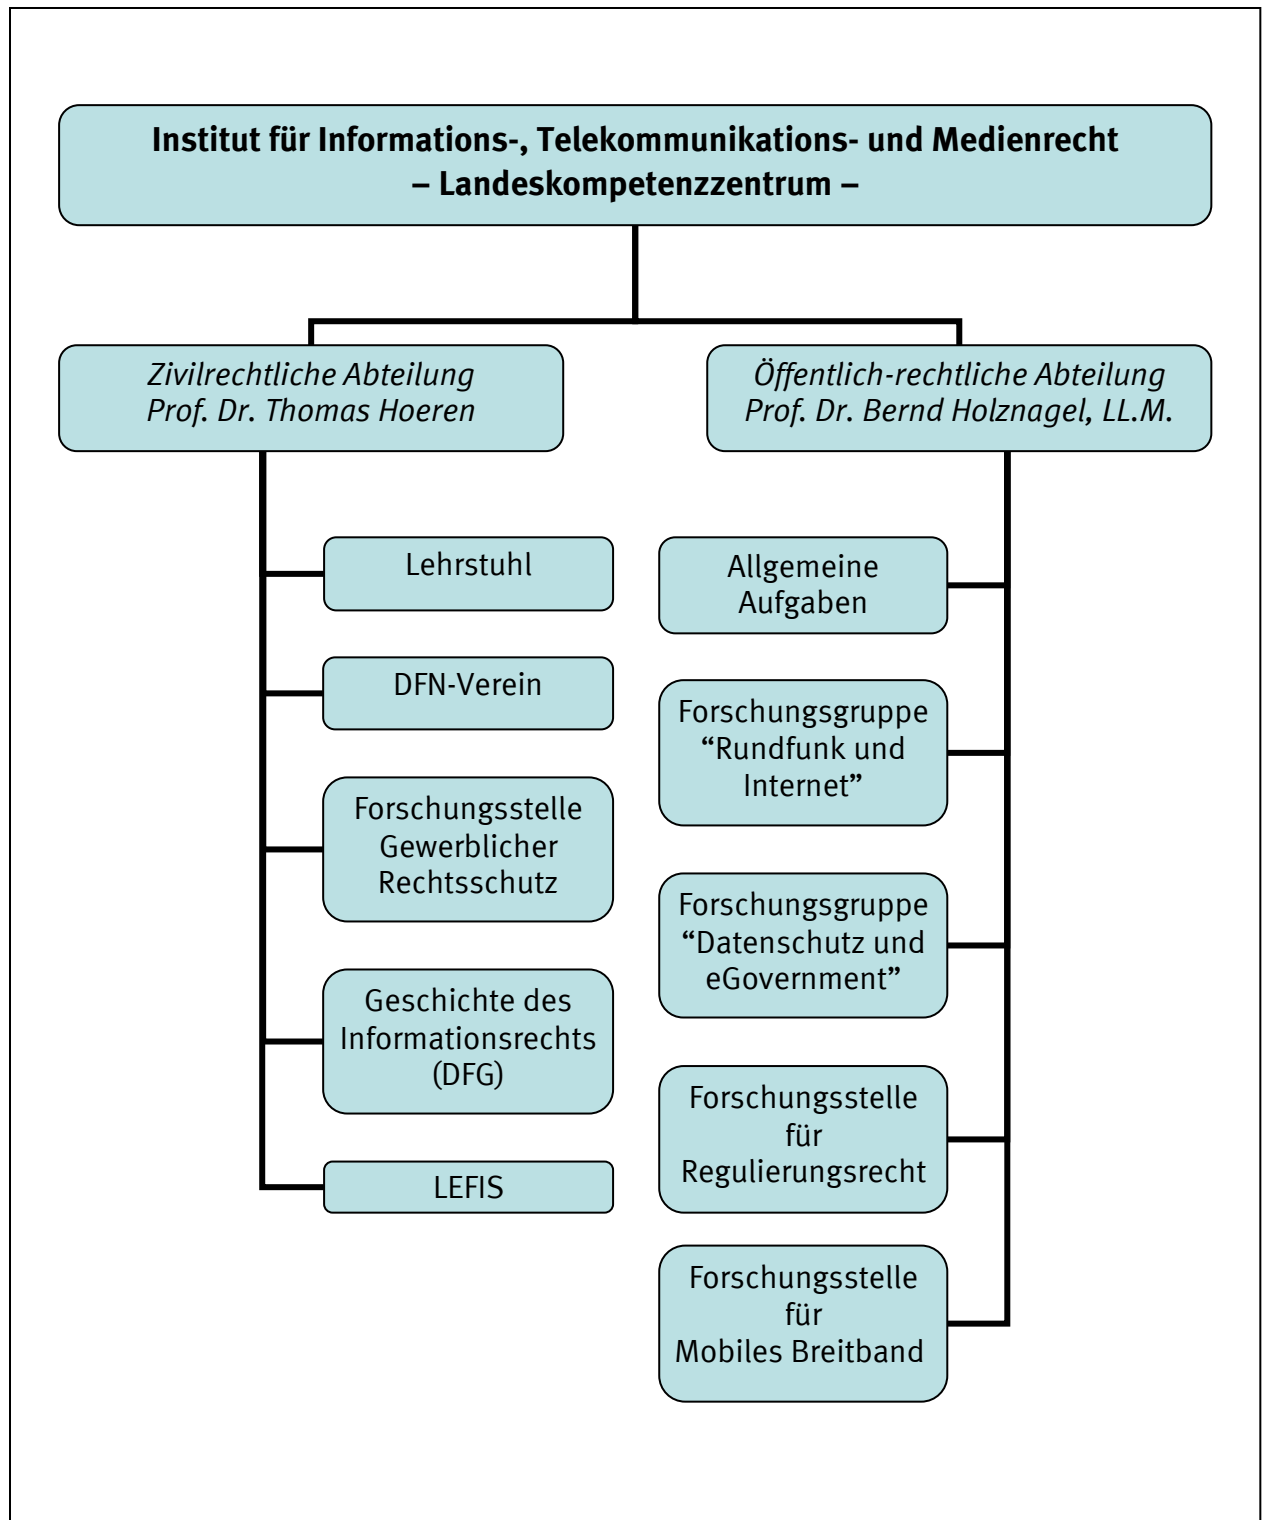 Institut für Informations-, Telekommunikations- und Medienrecht
– Landeskompetenzzentrum –
Zivilrechtliche Abteilung
Prof. Dr. Thomas Hoeren
Öffentlich-rechtliche Abteilung
Prof. Dr. Bernd Holznagel, LL.M.
Lehrstuhl
DFN-Verein
Forschungsstelle
Gewerblicher
Rechtsschutz
Geschichte des
Informationsrechts
(DFG)
LEFIS
Allgemeine
Aufgaben
Forschungsgruppe
“Rundfunk und
Internet”
Forschungsgruppe
“Datenschutz und
eGovernment”
Forschungsstelle
für
Regulierungsrecht
Forschungsstelle
für
Mobiles Breitband